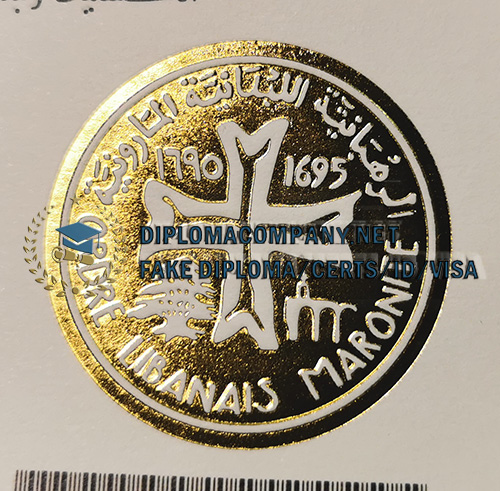 الرهبانية اللبنانية المارونية
١٦٩٥ 1695
DIPLOMACOMPANY.NET
FAKE DIPLOMA/CERTS/ID/VISA
ORDRE LIBANAIS MARONITE